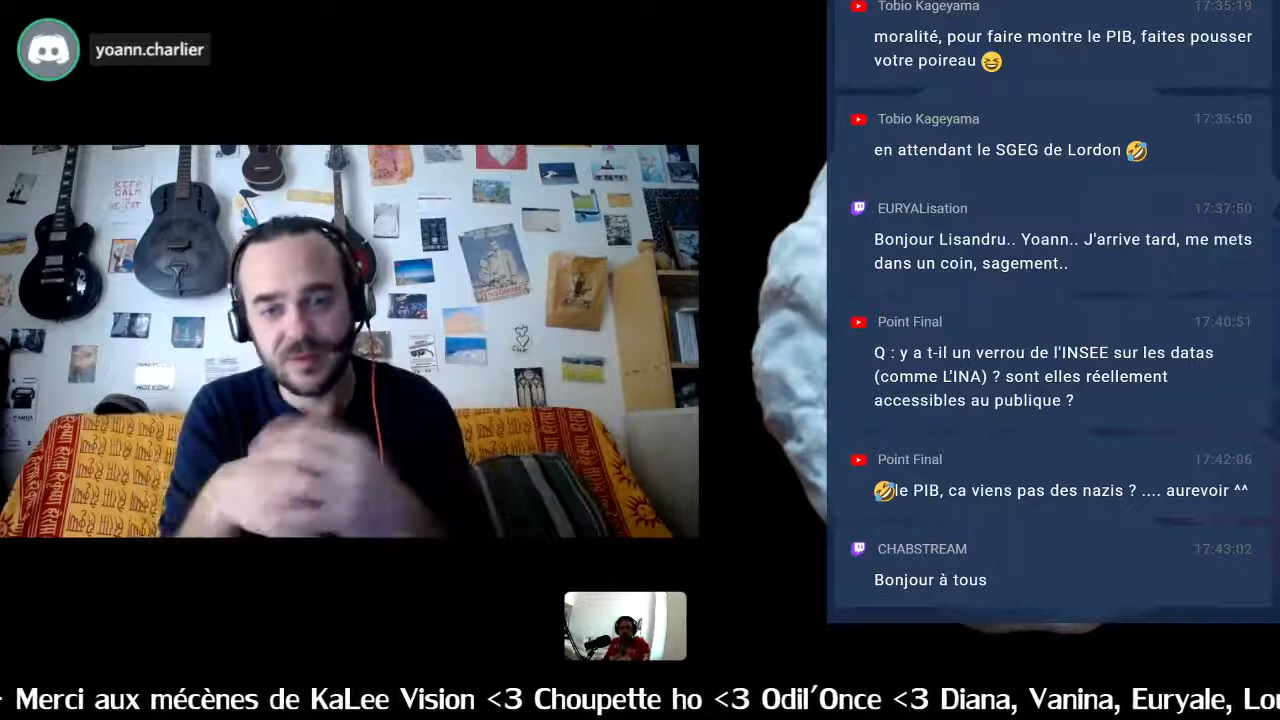 yoann.charlier
Tobio Kageyama
17:35:19
moralité, pour faire montre le PIB, faites pousser
votre poireau 😆
Tobio Kageyama
17:35:50
en attendant le SGEG de Lordon 🤣
EURYALisation
17:37:50
Bonjour Lisandru.. Yoann.. J'arrive tard, me mets
dans un coin, sagement..
Point Final
17:40:51
Q : y a t-il un verrou de l'INSEE sur les datas
(comme L'INA) ? sont elles réellement
accessibles au publique ?
Point Final
17:42:06
🤣le PIB, ca viens pas des nazis ? .... aurevoir ^^
CHABSTREAM
17:43:02
Bonjour à tous
KEEP
CALM
Merci aux mécènes de KaLee Vision <3 Choupette ho <3 Odil'Once <3 Diana, Vanina, Euryale, Lou